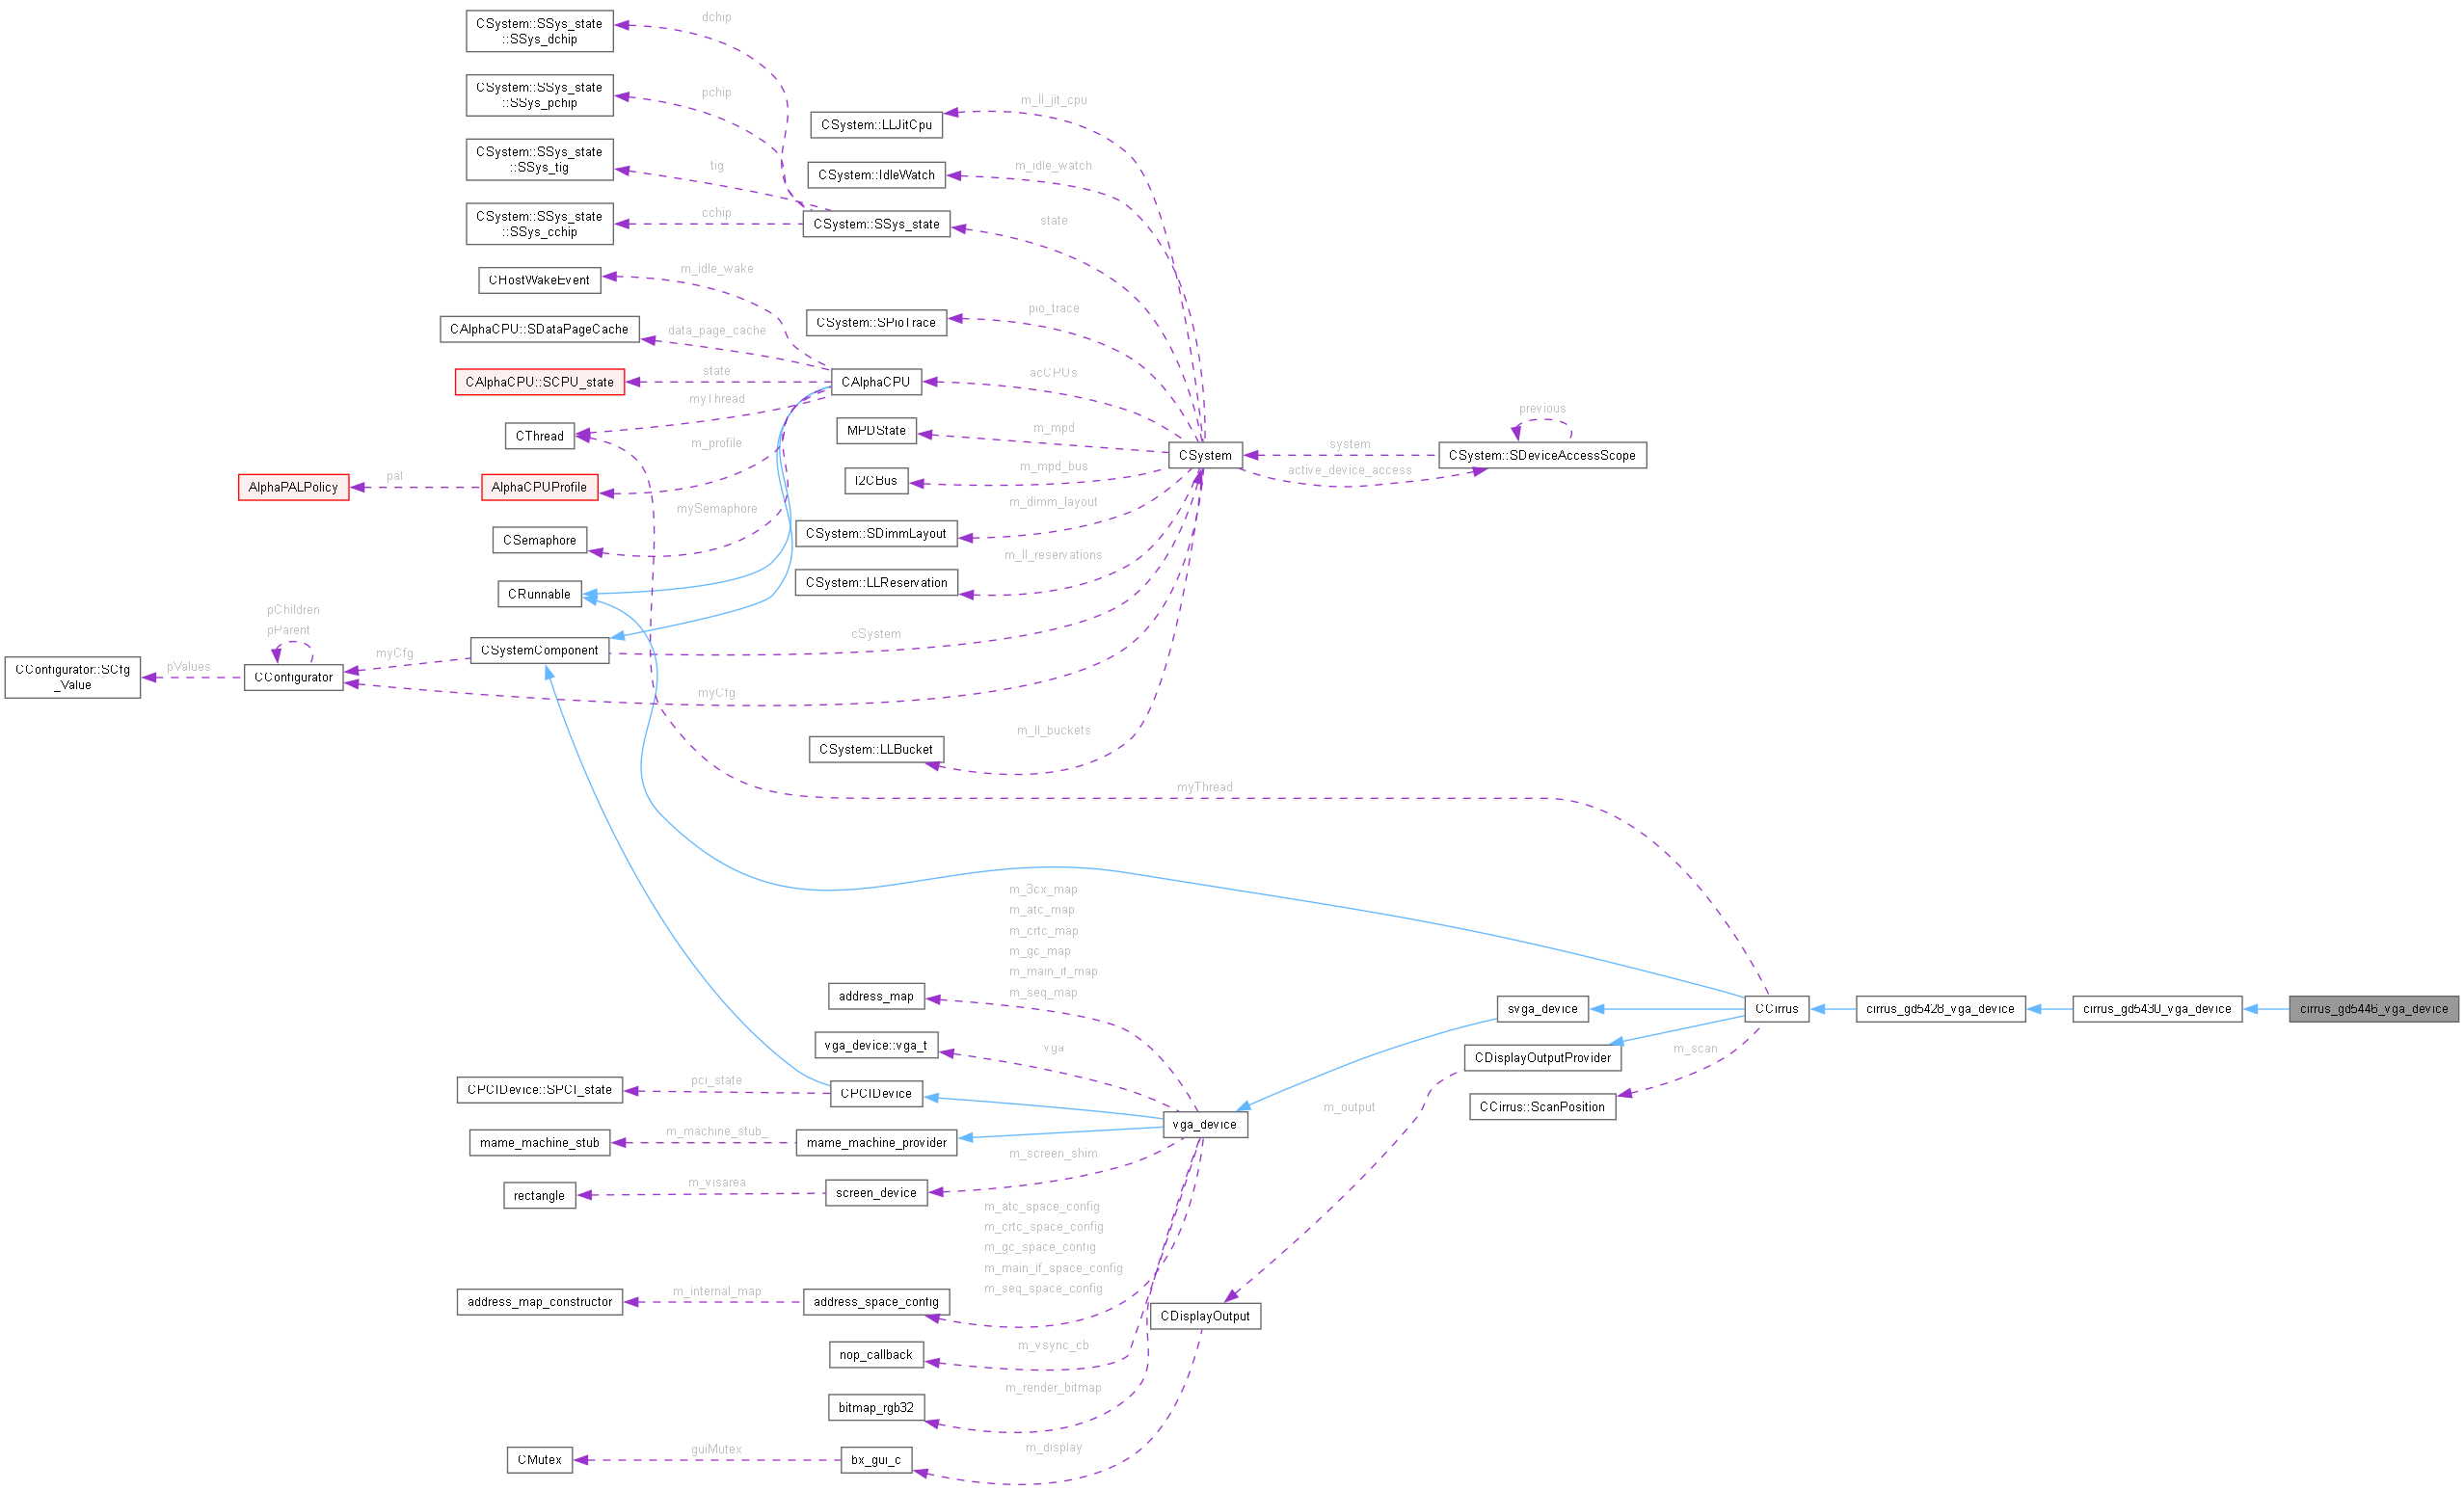 CSystem::SSys_state
::SSys_dchip
dchip
CSystem::SSys_state
::SSys_pchip
pchip
CSystem::LLJitCpu
m_ll_jit_cpu
CSystem::SSys_state
::SSys_tig
tig
CSystem::IdleWatch
m_idle_watch
CSystem::SSys_state
::SSys_cchip
cchip
CSystem::SSys_state
state
CHostWakeEvent
m_idle_wake
CAlphaCPU::SDataPageCache
data_page_cache
CSystem::SPioTrace
pio_trace
CAlphaCPU::SCPU_state
state
CAlphaCPU
acCPUs
myThread
CThread
m_profile
MPDState
m_mpd
CSystem
system
active_device_access
previous
CSystem::SDeviceAccessScope
AlphaPALPolicy
pal
AlphaCPUProfile
I2CBus
m_mpd_bus
mySemaphore
CSemaphore
CSystem::SDimmLayout
m_dimm_layout
CRunnable
CSystem::LLReservation
m_ll_reservations
pChildren
pParent
CSystemComponent
cSystem
CConfigurator::SCfg
_Value
pValues
CConfigurator
myCfg
myCfg
CSystem::LLBucket
m_ll_buckets
myThread
m_3cx_map
m_atc_map
m_crtc_map
m_gc_map
m_main_if_map
m_seq_map
address_map
svga_device
CCirrus
cirrus_gd5428_vga_device
cirrus_gd5430_vga_device
cirrus_gd5446_vga_device
vga_device::vga_t
vga
CDisplayOutputProvider
m_scan
CPCIDevice::SPCI_state
pci_state
CPCIDevice
CCirrus::ScanPosition
m_output
vga_device
mame_machine_stub
m_machine_stub_
mame_machine_provider
m_screen_shim
rectangle
m_visarea
screen_device
m_atc_space_config
m_crtc_space_config
m_gc_space_config
m_main_if_space_config
m_seq_space_config
address_map_constructor
m_internal_map
address_space_config
CDisplayOutput
nop_callback
m_vsync_cb
bitmap_rgb32
m_render_bitmap
CMutex
guiMutex
bx_gui_c
m_display